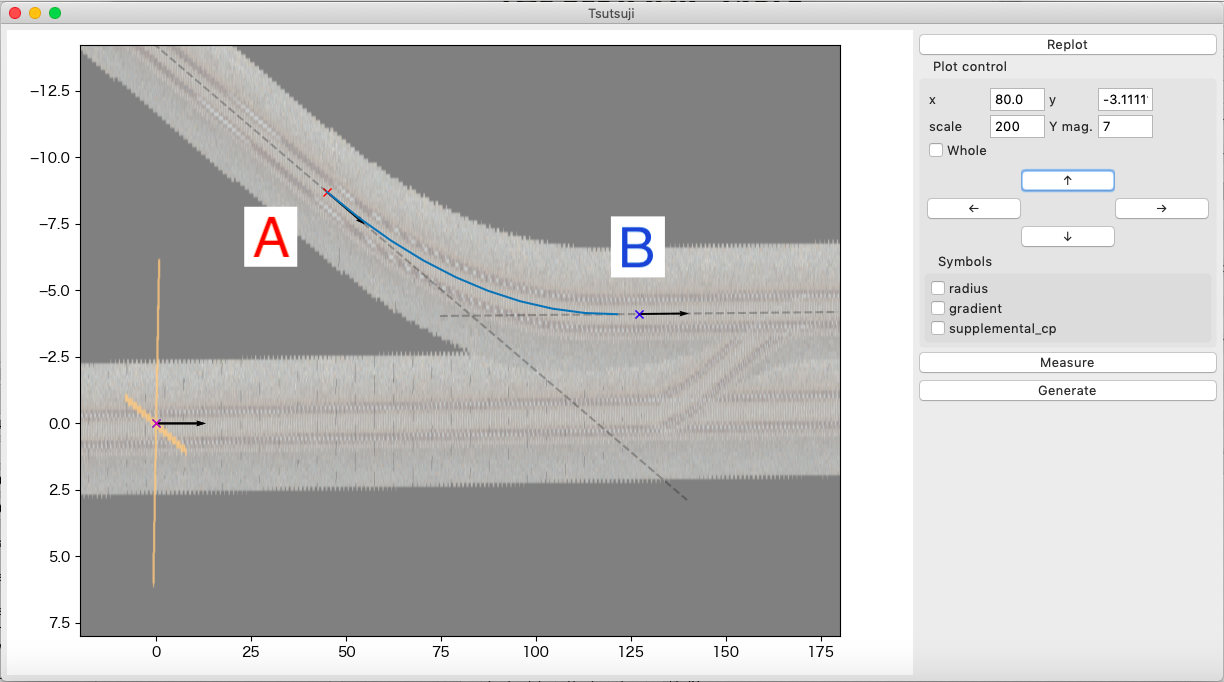 Tsutsuji
−12.5
−10.0
−7.5
−5.0
−2.5
0.0
2.5
5.0
7.5
0
25
50
75
100
125
150
175
A
B
Replot
Plot control
x 80.0 y -3.1111
scale 200 Y mag. 7
Whole
↑
← →
↓
Symbols
radius
gradient
supplemental_cp
Measure
Generate